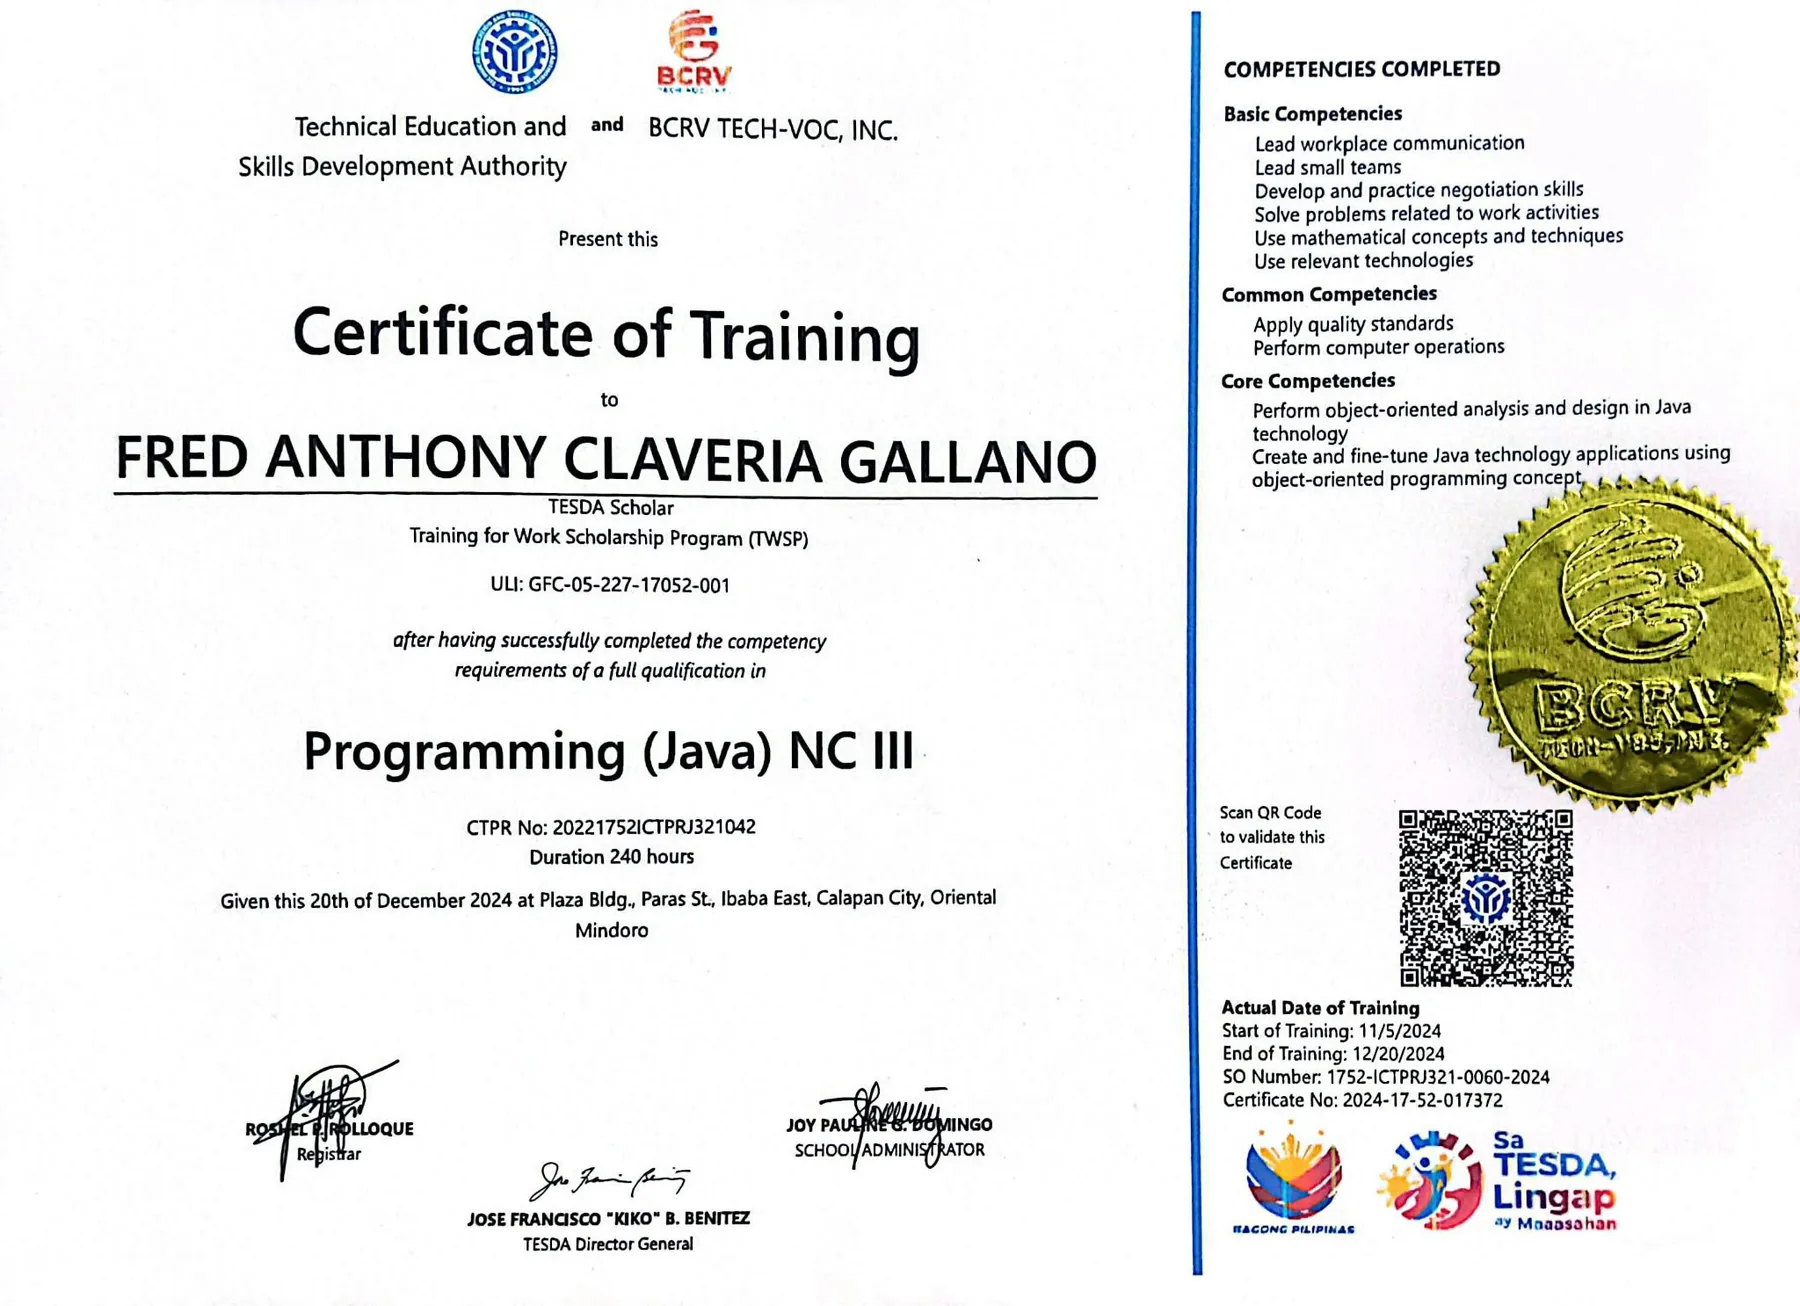 BCRV
Technical Education and
Skills Development Authority
and
BCRV TECH-VOC, INC.
Present this
Certificate of Training
to
FRED ANTHONY CLAVERIA GALLANO
TESDA Scholar
Training for Work Scholarship Program (TWSP)
ULI: GFC-05-227-17052-001
after having successfully completed the competency
requirements of a full qualification in
Programming (Java) NC III
CTPR No: 20221752ICTPRJ321042
Duration 240 hours
Given this 20th of December 2024 at Plaza Bldg., Paras St., Ibaba East, Calapan City, Oriental
Mindoro
ROLLOQUE
Registrar
JOSE FRANCISCO "KIKO" B. BENITEZ
TESDA Director General
JOY PAULINE G. DOMINGO
SCHOOL ADMINISTRATOR
COMPETENCIES COMPLETED
Basic Competencies
Lead workplace communication
Lead small teams
Develop and practice negotiation skills
Solve problems related to work activities
Use mathematical concepts and techniques
Use relevant technologies
Common Competencies
Apply quality standards
Perform computer operations
Core Competencies
Perform object-oriented analysis and design in Java
technology
Create and fine-tune Java technology applications using
object-oriented programming concept
BCRV
TECH-VOC, INC.
Scan QR Code
to validate this
Certificate
Actual Date of Training
Start of Training: 11/5/2024
End of Training: 12/20/2024
SO Number: 1752-ICTPRJ321-0060-2024
Certificate No: 2024-17-52-017372
BAGONG PILIPINAS
Sa
TESDA,
Lingap
ay Maaasahan